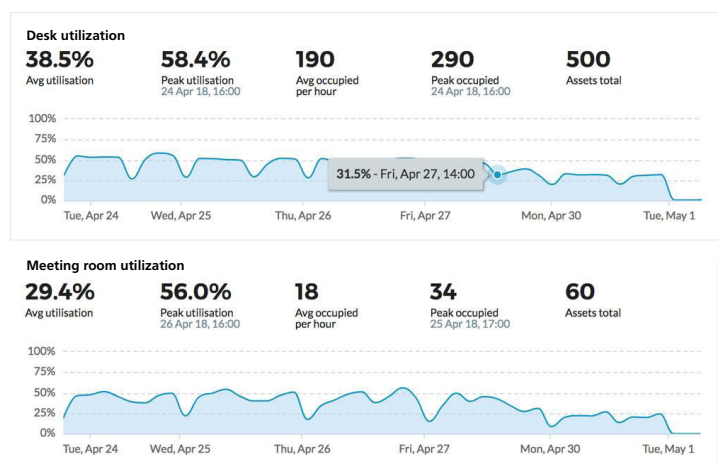 Desk utilization
38.5% 58.4% 190 290 500
Avg utilisation Peak utilisation Avg occupied Peak occupied Assets total
24 Apr 18, 16:00 per hour 24 Apr 18, 16:00
100%
75%
50%
31.5% - Fri, Apr 27, 14:00
25%
0%
Tue, Apr 24 Wed, Apr 25 Thu, Apr 26 Fri, Apr 27 Mon, Apr 30 Tue, May 1
Meeting room utilization
29.4% 56.0% 18 34 60
Avg utilisation Peak utilisation Avg occupied Peak occupied Assets total
26 Apr 18, 16:00 per hour 25 Apr 18, 17:00
100%
75%
50%
25%
0%
Tue, Apr 24 Wed, Apr 25 Thu, Apr 26 Fri, Apr 27 Mon, Apr 30 Tue, May 1